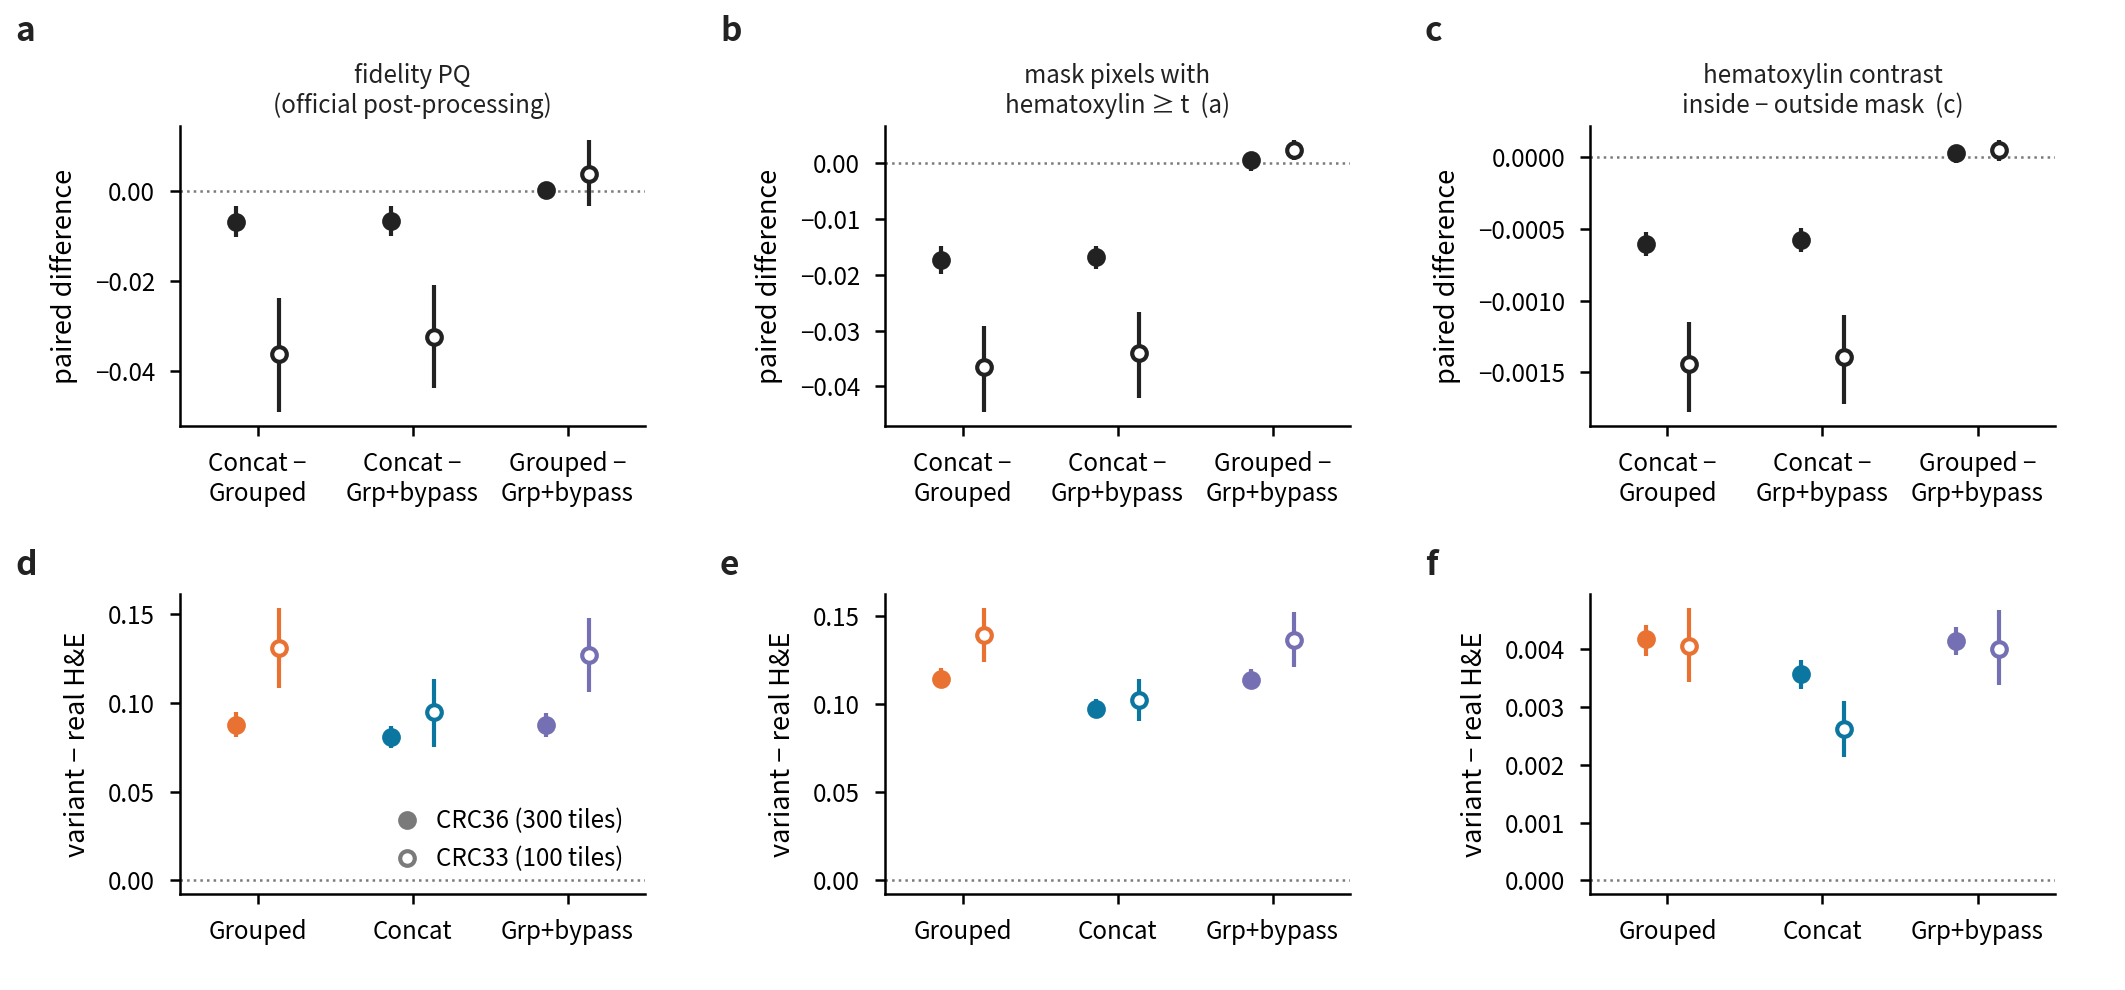 a
fidelity PQ
(official post-processing)
paired difference
0.00
−0.02
−0.04
Concat −
Grouped
Concat −
Grp+bypass
Grouped −
Grp+bypass
b
mask pixels with
hematoxylin ≥ t (a)
paired difference
0.00
−0.01
−0.02
−0.03
−0.04
Concat −
Grouped
Concat −
Grp+bypass
Grouped −
Grp+bypass
c
hematoxylin contrast
inside − outside mask (c)
paired difference
0.0000
−0.0005
−0.0010
−0.0015
Concat −
Grouped
Concat −
Grp+bypass
Grouped −
Grp+bypass
d
variant − real H&E
0.15
0.10
0.05
0.00
CRC36 (300 tiles)
CRC33 (100 tiles)
Grouped
Concat
Grp+bypass
e
variant − real H&E
0.15
0.10
0.05
0.00
Grouped
Concat
Grp+bypass
f
variant − real H&E
0.004
0.003
0.002
0.001
0.000
Grouped
Concat
Grp+bypass